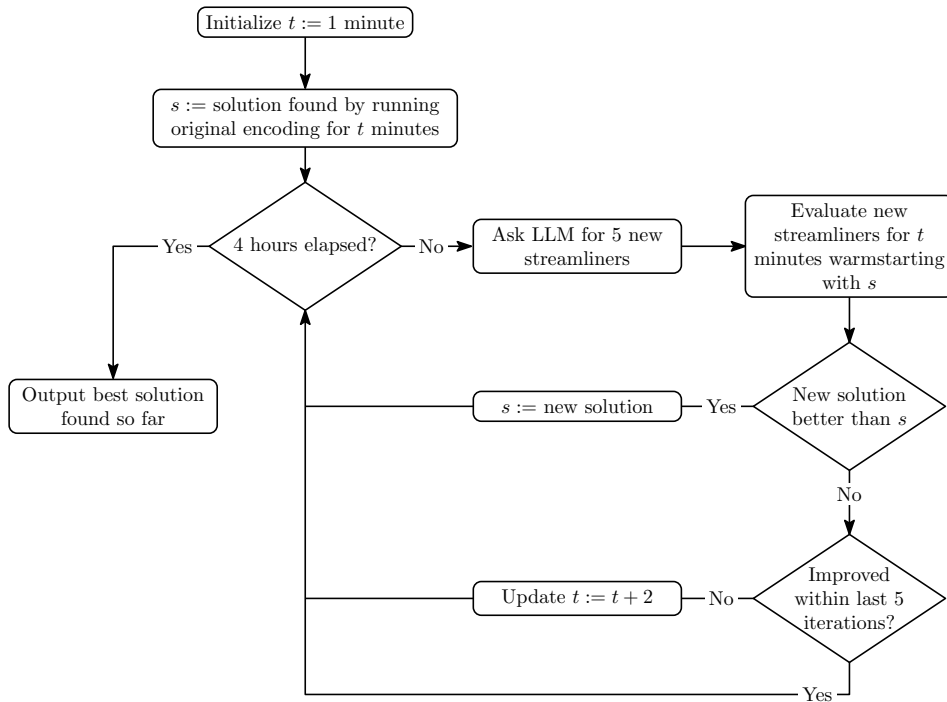 Initialize t := 1 minute
s := solution found by running
original encoding for t minutes
4 hours elapsed?
Yes
No
Ask LLM for 5 new
streamliners
Evaluate new
streamliners for t
minutes warmstarting
with s
Output best solution
found so far
s := new solution
Yes
New solution
better than s
No
Update t := t + 2
No
Improved
within last 5
iterations?
Yes